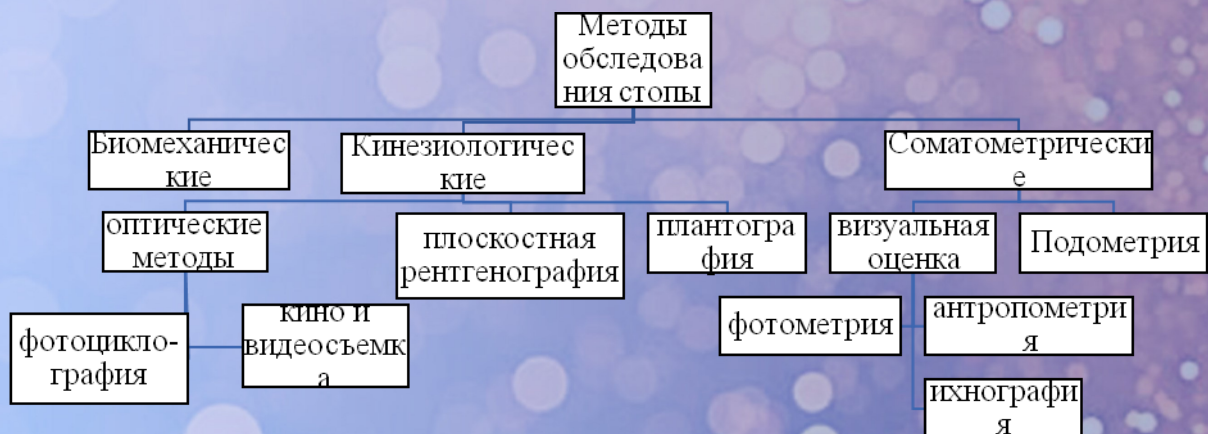 Методы
обследова
ния стопы
Биомеханичес
кие
Кинезиологичес
кие
Соматометрически
е
оптические
методы
плоскостная
рентгенография
плантогра
фия
визуальная
оценка
Подометрия
фотоцикло-
графия
кино и
видеосъемк
а
фотометрия
антропометри
я
ихнографи
я